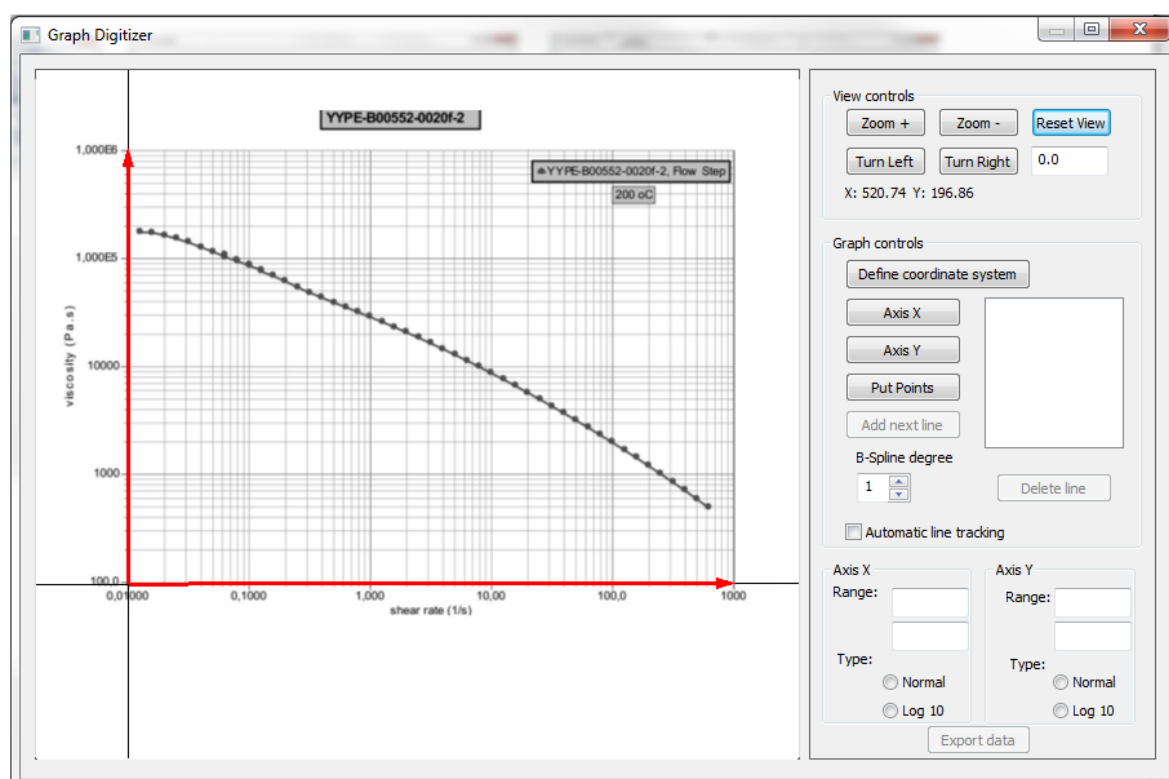 Graph Digitizer
YYPE-B00552-0020f-2
1,000E6
YYPE-B00552-0020f-2, Flow Step
200 oC
1,000E5
viscosity (Pa.s)
10000
1000
100,0
0,01000 0,1000 1,000 10,00 100,0 1000
shear rate (1/s)
View controls
Zoom + Zoom - Reset View
Turn Left Turn Right 0.0
X: 520.74 Y: 196.86
Graph controls
Define coordinate system
Axis X
Axis Y
Put Points
Add next line
B-Spline degree
1
Delete line
Automatic line tracking
Axis X
Range:
Type:
Normal
Log 10
Axis Y
Range:
Type:
Normal
Log 10
Export data